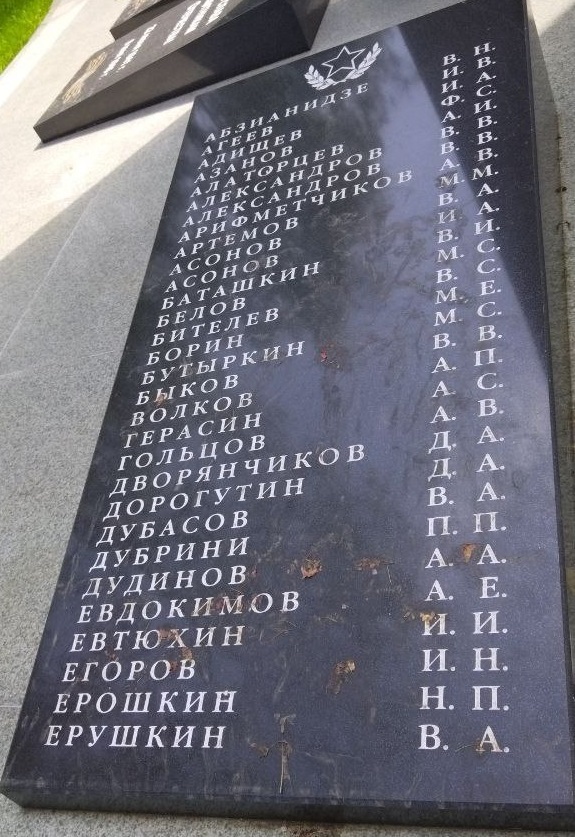 АБЗИАНИДЗЕ В. Н.
АГЕЕВ И. В.
АДИЩЕВ И. А.
АЗАНОВ Ф. С.
АЛАТОРЦЕВ А. И.
АЛЕКСАНДРОВ В. В.
АЛЕКСАНДРОВ В. В.
АРИФМЕТЧИКОВ А. В.
АРТЕМОВ М. М.
АСОНОВ В. А.
АСОНОВ И. А.
БАТАШКИН В. И.
БЕЛОВ М. С.
БИТЕЛЕВ В. С.
БОРИН М. Е.
БУТЫРКИН М. С.
БЫКОВ В. В.
ВОЛКОВ А. П.
ГЕРАСИН А. С.
ГОЛЬЦОВ А. В.
ДВОРЯНЧИКОВ Д. А.
ДОРОГУТИН Д. А.
ДУБАСОВ В. А.
ДУБРИНИ П. П.
ДУДИНОВ А. А.
ЕВДОКИМОВ А. Е.
ЕВТЮХИН И. И.
ЕГОРОВ И. Н.
ЕРОШКИН Н. П.
ЕРУШКИН В. А.